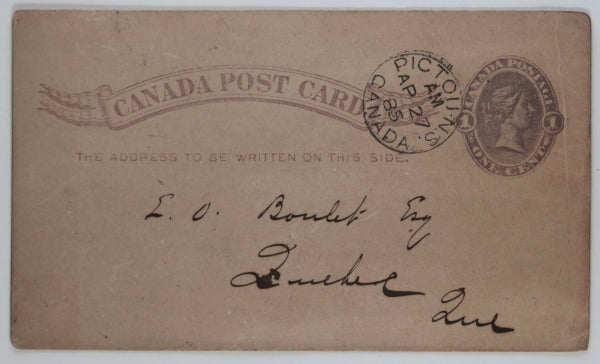 CANADA POST CARD
PICTOU N.S
AM
AP 27
85
CANADA
CANADA POSTAGE
1 1
ONE CENT
THE ADDRESS TO BE WRITTEN ON THIS SIDE.
E. O. Boulet Esq
Quebec
Que